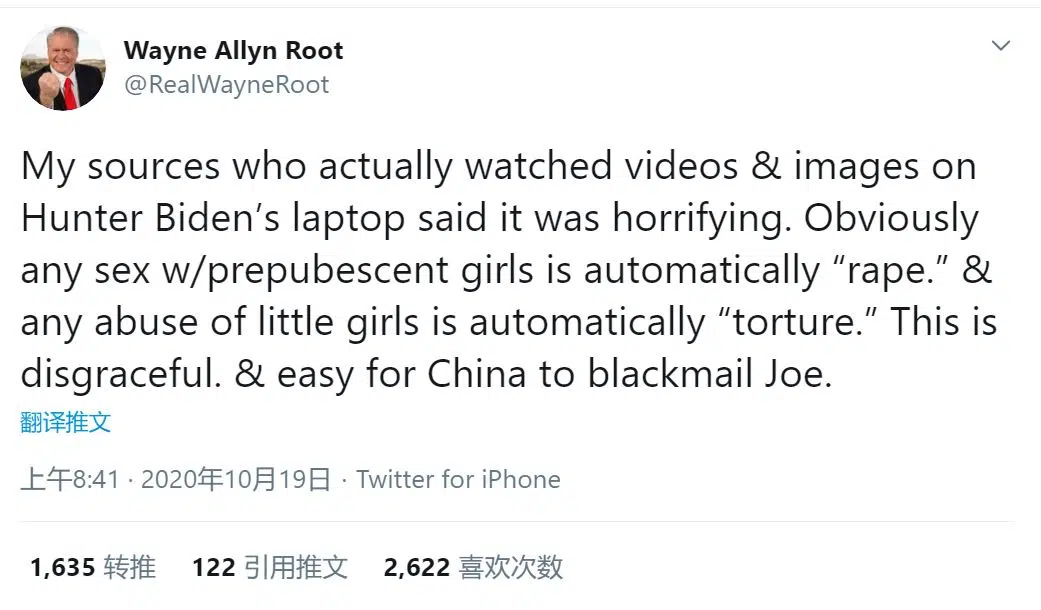 Wayne Allyn Root
@RealWayneRoot
My sources who actually watched videos & images on
Hunter Biden’s laptop said it was horrifying. Obviously
any sex w/prepubescent girls is automatically “rape.” &
any abuse of little girls is automatically “torture.” This is
disgraceful. & easy for China to blackmail Joe.
翻译推文
上午8:41 · 2020年10月19日 · Twitter for iPhone
1,635 转推 122 引用推文 2,622 喜欢次数